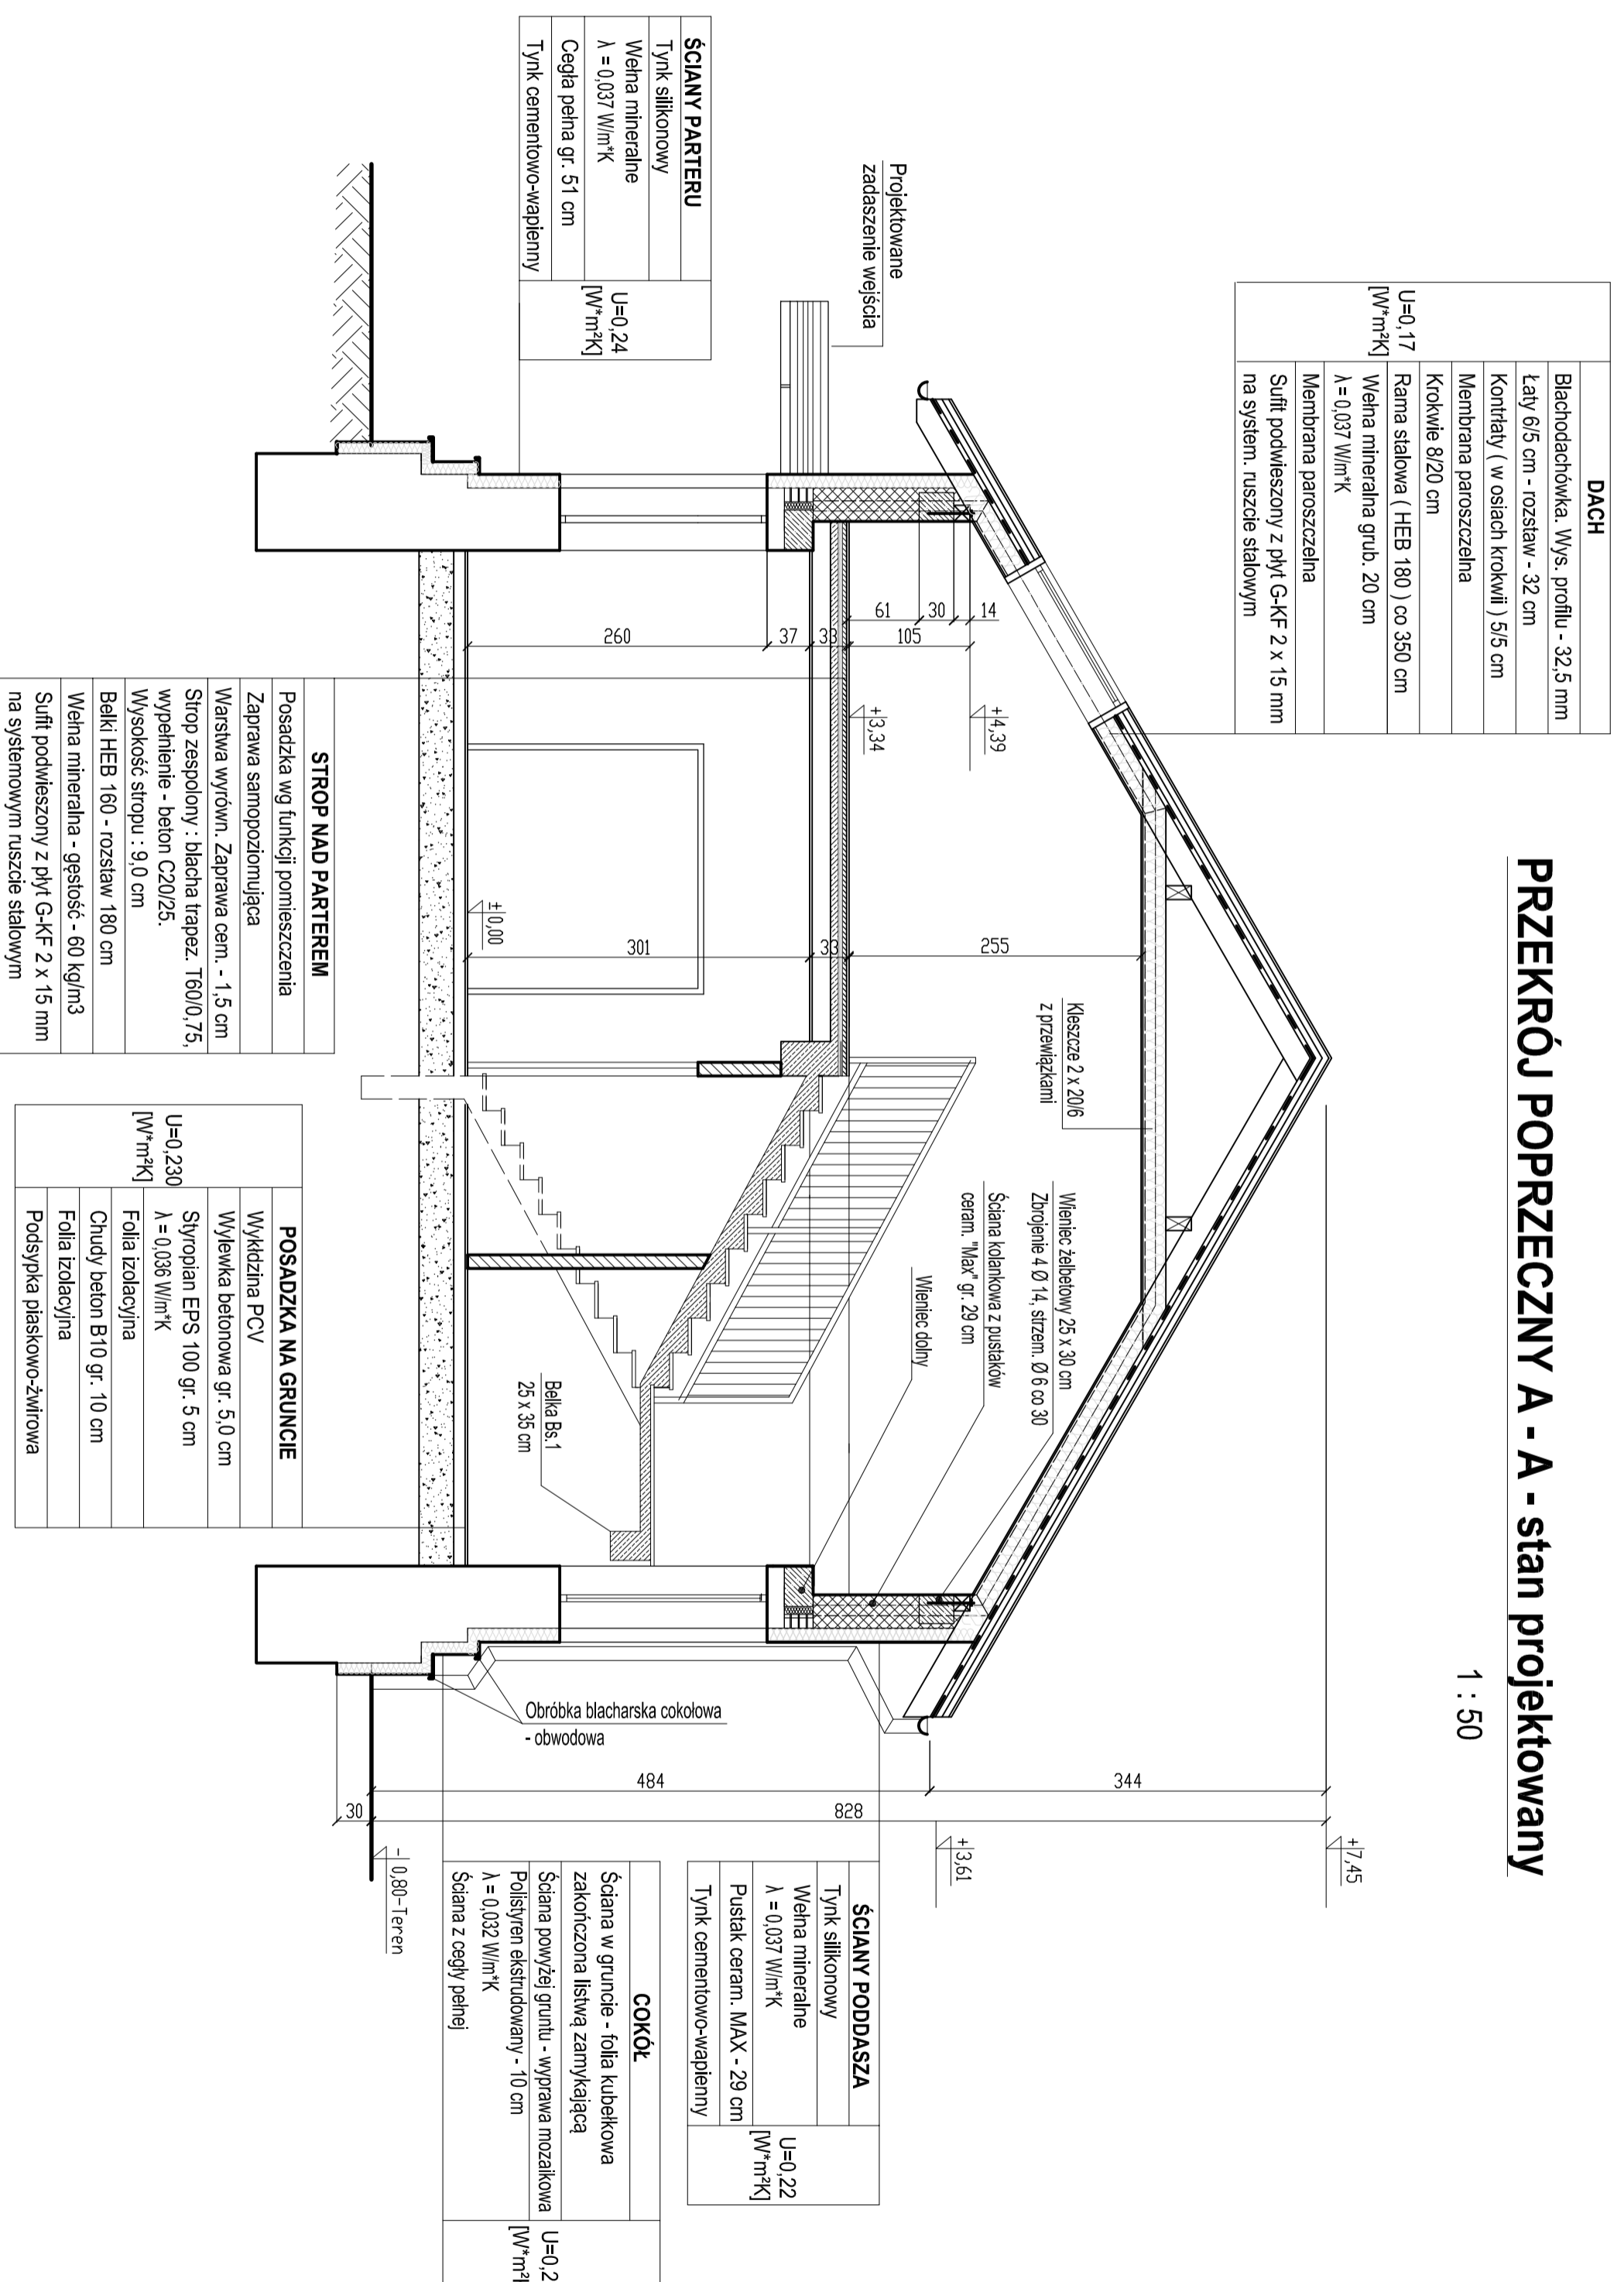 PRZEKRÓJ POPRZECZNY A - A - stan projektowany
1 : 50
DACH
Blachodachówka. Wys. profilu - 32,5 mm
Łaty 6/5 cm - rozstaw - 32 cm
Kontrłaty ( w osiach krokwii ) 5/5 cm
Membrana paroszczelna
Krokwie 8/20 cm
Rama stalowa ( HEB 180 ) co 350 cm
Wełna mineralna grub. 20 cm
λ = 0,037 W/m*K
Membrana paroszczelna
Sufit podwieszony z płyt G-KF 2 x 15 mm
na system. ruszcie stalowym
U=0,17
[W*m²K]
Projektowane
zadaszenie wejścia
ŚCIANY PARTERU
Tynk silikonowy
Wełna mineralne
λ = 0,037 W/m*K
Cegła pełna gr. 51 cm
Tynk cementowo-wapienny
U=0,24
[W*m²K]
14
30
61
105
33
37
260
+4,39
+3,34
±0,00
255
33
301
Kleszcze 2 x 20/6
z przewiązkami
Wieniec żelbetowy 25 x 30 cm
Zbrojenie 4 Ø 14, strzem. Ø 6 co 30
Ściana kolankowa z pustaków
ceram. "Max" gr. 29 cm
Wieniec dolny
Belka Bs.1
25 x 35 cm
Obróbka blacharska cokołowa
- obwodowa
344
484
828
30
+7,45
+3,61
- 0,80-Teren
ŚCIANY PODDASZA
Tynk silikonowy
Wełna mineralne
λ = 0,037 W/m*K
Pustak ceram. MAX - 29 cm
Tynk cementowo-wapienny
U=0,22
[W*m²K]
COKÓŁ
Ściana w gruncie - folia kubełkowa
zakończona listwą zamykającą
Ściana powyżej gruntu - wyprawa mozaikowa
Polistyren ekstrudowany - 10 cm
λ = 0,032 W/m*K
Ściana z cegły pełnej
U=0,2
[W*m²
STROP NAD PARTEREM
Posadzka wg funkcji pomieszczenia
Zaprawa samopoziomująca
Warstwa wyrówn. Zaprawa cem. - 1,5 cm
Strop zespolony : blacha trapez. T60/0,75,
wypełnienie - beton C20/25.
Wysokość stropu : 9,0 cm
Belki HEB 160 - rozstaw 180 cm
Wełna mineralna - gęstość - 60 kg/m3
Sufit podwieszony z płyt G-KF 2 x 15 mm
na systemowym ruszcie stalowym
POSADZKA NA GRUNCIE
Wykłdzina PCV
Wylewka betonowa gr. 5,0 cm
Styropian EPS 100 gr. 5 cm
λ = 0,036 W/m*K
Folia izolacyjna
Chudy beton B10 gr. 10 cm
Folia izolacyjna
Podsypka piaskowo-żwirowa
U=0,230
[W*m²K]